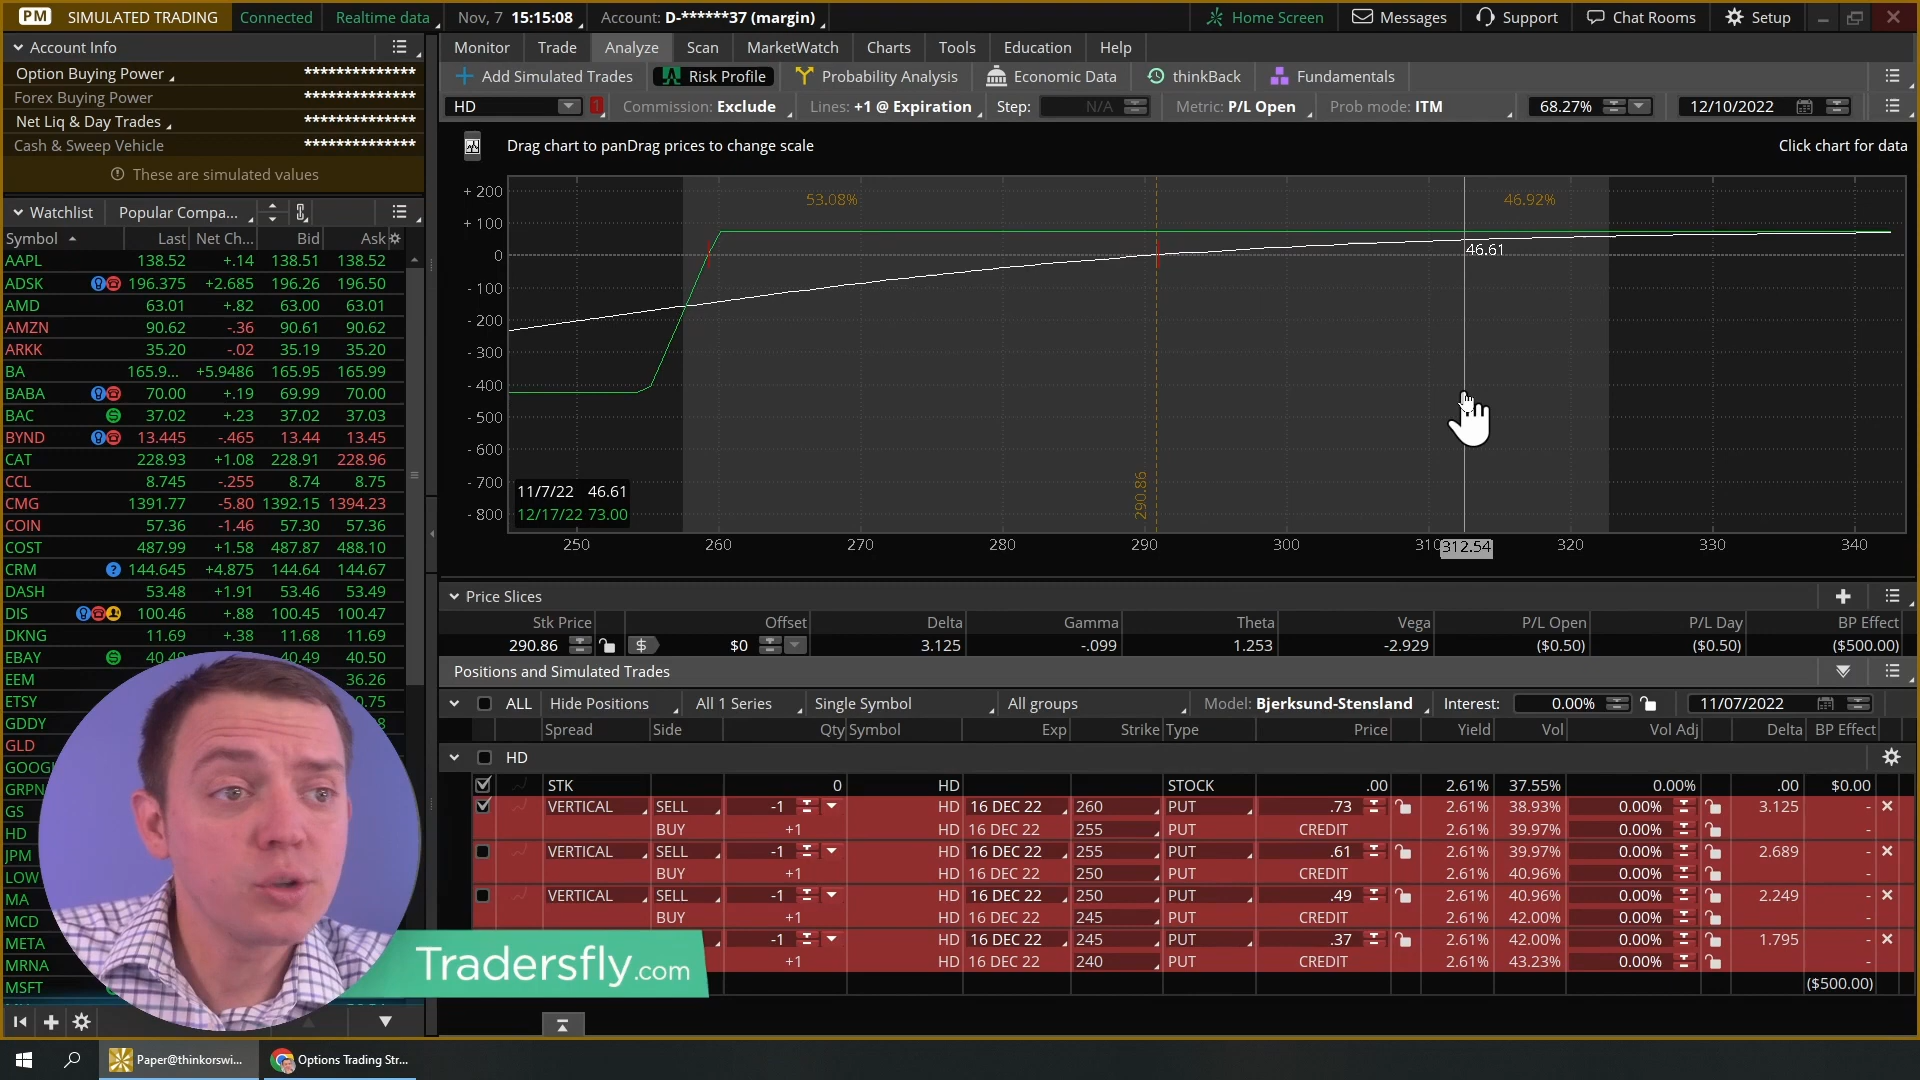 PM SIMULATED TRADING Connected Realtime data Nov, 7 15:15:08 Account: D-******37 (margin) Home Screen Messages Support Chat Rooms Setup
Account Info
Option Buying Power **************
Forex Buying Power **************
Net Liq & Day Trades **************
Cash & Sweep Vehicle **************
These are simulated values
Watchlist Popular Compa...
Symbol Last Net Ch... Bid Ask
AAPL 138.52 +.14 138.51 138.52
ADSK 196.375 +2.685 196.26 196.50
AMD 63.01 +.82 63.00 63.01
AMZN 90.62 -.36 90.61 90.62
ARKK 35.20 -.02 35.19 35.20
BA 165.9... +5.9486 165.95 165.99
BABA 70.00 +.19 69.99 70.00
BAC 37.02 +.23 37.02 37.03
BYND 13.445 -.465 13.44 13.45
CAT 228.93 +1.08 228.91 228.96
CCL 8.745 -.255 8.74 8.75
CMG 1391.77 -5.80 1392.15 1394.23
COIN 57.36 -1.46 57.30 57.36
COST 487.99 +1.58 487.87 488.10
CRM 144.645 +4.875 144.64 144.67
DASH 53.48 +1.91 53.46 53.49
DIS 100.46 +.88 100.45 100.47
DKNG 11.69 +.38 11.68 11.69
EBAY 40.49 40.49 40.50
EEM 36.26
ETSY 0.75
GDDY 8
GLD
GOOG
GRPN
GS
HD
JPM
LOW
MA
MCD
META
MRNA
MSFT
Monitor Trade Analyze Scan MarketWatch Charts Tools Education Help
Add Simulated Trades Risk Profile Probability Analysis Economic Data thinkBack Fundamentals
HD 1 Commission: Exclude Lines: +1 @ Expiration Step: N/A Metric: P/L Open Prob mode: ITM 68.27% 12/10/2022
Drag chart to panDrag prices to change scale Click chart for data
+ 200
+ 100
0
- 100
- 200
- 300
- 400
- 500
- 600
- 700
- 800
53.08% 46.92%
46.61
290.86
11/7/22 46.61
12/17/22 73.00
250 260 270 280 290 300 310 312.54 320 330 340
Price Slices
Stk Price Offset Delta Gamma Theta Vega P/L Open P/L Day BP Effect
290.86 $ $0 3.125 -.099 1.253 -2.929 ($0.50) ($0.50) ($500.00)
Positions and Simulated Trades
ALL Hide Positions All 1 Series Single Symbol All groups Model: Bjerksund-Stensland Interest: 0.00% 11/07/2022
Spread Side Qty Symbol Exp Strike Type Price Yield Vol Vol Adj Delta BP Effect
HD
STK 0 HD STOCK .00 2.61% 37.55% 0.00% .00 $0.00
VERTICAL SELL -1 HD 16 DEC 22 260 PUT .73 2.61% 38.93% 0.00% 3.125 -
BUY +1 HD 16 DEC 22 255 PUT CREDIT 2.61% 39.97% 0.00% -
VERTICAL SELL -1 HD 16 DEC 22 255 PUT .61 2.61% 39.97% 0.00% 2.689 -
BUY +1 HD 16 DEC 22 250 PUT CREDIT 2.61% 40.96% 0.00% -
VERTICAL SELL -1 HD 16 DEC 22 250 PUT .49 2.61% 40.96% 0.00% 2.249 -
BUY +1 HD 16 DEC 22 245 PUT CREDIT 2.61% 42.00% 0.00% -
-1 HD 16 DEC 22 245 PUT .37 2.61% 42.00% 0.00% 1.795 -
+1 HD 16 DEC 22 240 PUT CREDIT 2.61% 43.23% 0.00% -
($500.00)
Tradersfly.com
Paper@thinkorswi... Options Trading Str...